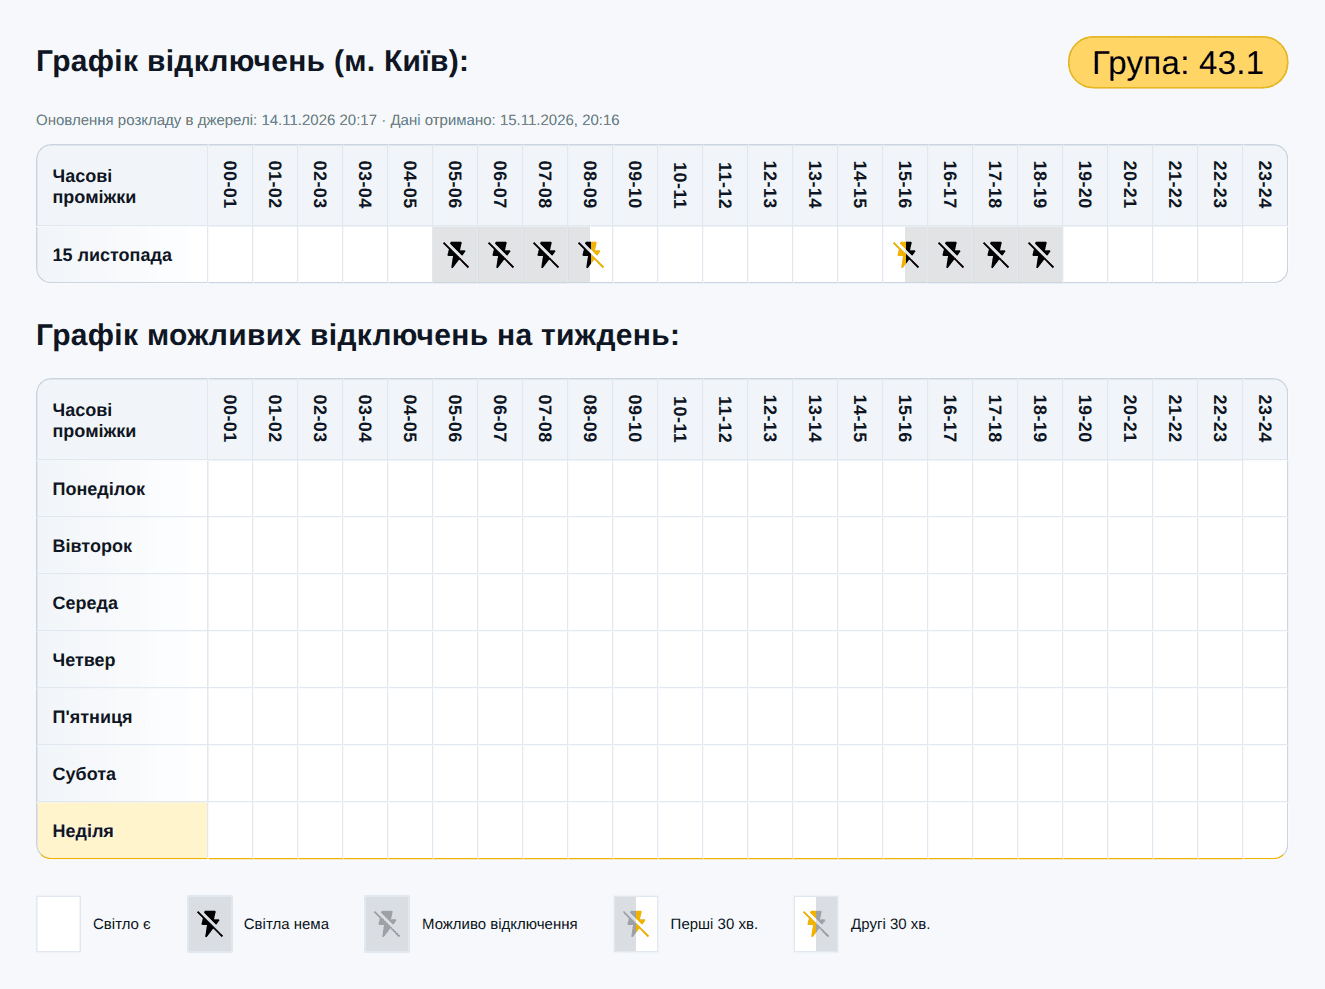 Графік відключень (м. Київ):
Група: 43.1
Оновлення розкладу в джерелі: 14.11.2026 20:17 · Дані отримано: 15.11.2026, 20:16
Часові
проміжки
00-01 01-02 02-03 03-04 04-05 05-06 06-07 07-08 08-09 09-10 10-11 11-12 12-13 13-14 14-15 15-16 16-17 17-18 18-19 19-20 20-21 21-22 22-23 23-24
15 листопада
Графік можливих відключень на тиждень:
Часові
проміжки
00-01 01-02 02-03 03-04 04-05 05-06 06-07 07-08 08-09 09-10 10-11 11-12 12-13 13-14 14-15 15-16 16-17 17-18 18-19 19-20 20-21 21-22 22-23 23-24
Понеділок
Вівторок
Середа
Четвер
П'ятниця
Субота
Неділя
Світло є
Світла нема
Можливо відключення
Перші 30 хв.
Другі 30 хв.